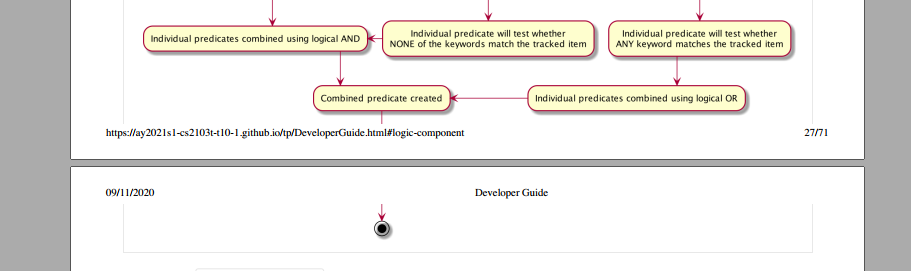 Individual predicate will test whether
NONE of the keywords match the tracked item
Individual predicate will test whether
ANY keyword matches the tracked item
Individual predicates combined using logical AND
Combined predicate created
Individual predicates combined using logical OR
https://ay2021s1-cs2103t-t10-1.github.io/tp/DeveloperGuide.html#logic-component
27/71
09/11/2020
Developer Guide